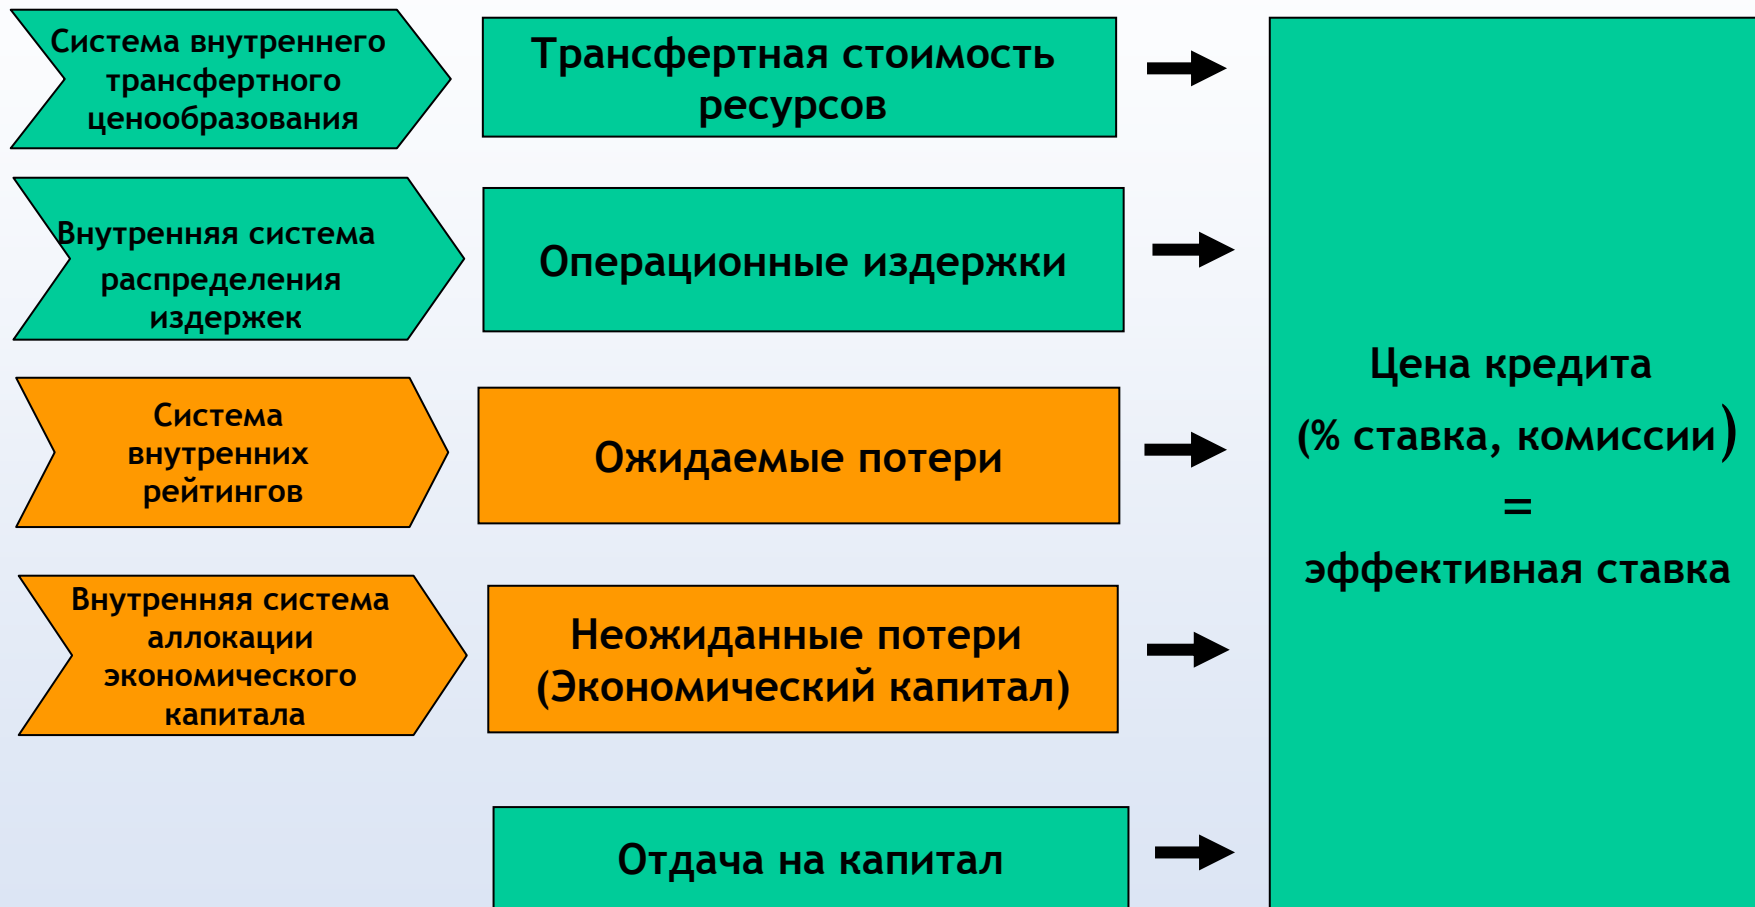 Система внутреннего
трансфертного
ценообразования
Трансфертная стоимость
ресурсов
Внутренняя система
распределения
издержек
Операционные издержки
Система
внутренних
рейтингов
Ожидаемые потери
Внутренняя система
аллокации
экономического
капитала
Неожиданные потери
(Экономический капитал)
Отдача на капитал
Цена кредита
(% ставка, комиссии)
=
эффективная ставка